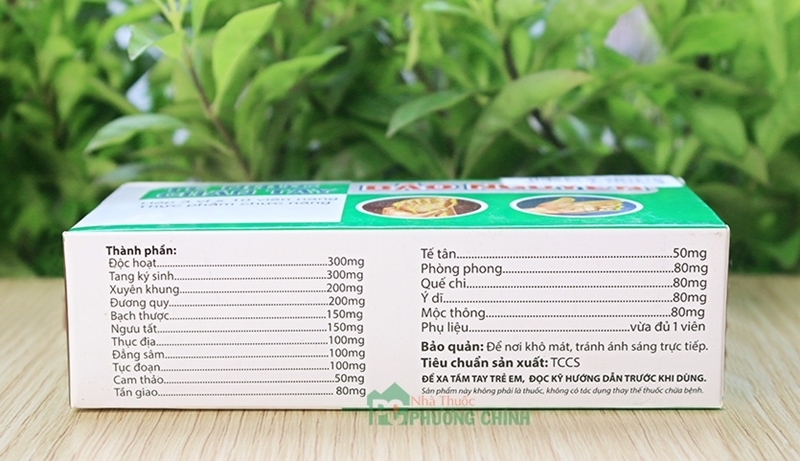 Thành phần:
Độc hoạt....................300mg
Tang ký sinh....................300mg
Xuyên khung....................200mg
Đương quy....................200mg
Bạch thược....................150mg
Ngưu tất....................150mg
Thục địa....................100mg
Đẳng sâm....................100mg
Tục đoạn....................100mg
Cam thảo....................50mg
Tần giao....................80mg
Tế tân....................50mg
Phòng phong....................80mg
Quế chi....................80mg
Ý dĩ....................80mg
Mộc thông....................80mg
Phụ liệu....................vừa đủ 1 viên
Bảo quản: Để nơi khô mát, tránh ánh sáng trực tiếp.
Tiêu chuẩn sản xuất: TCCS
ĐỂ XA TẦM TAY TRẺ EM, ĐỌC KỸ HƯỚNG DẪN TRƯỚC KHI DÙNG.
Sản phẩm này không phải là thuốc, không có tác dụng thay thế thuốc chữa bệnh.
Nhà Thuốc
PHƯƠNG CHÍNH